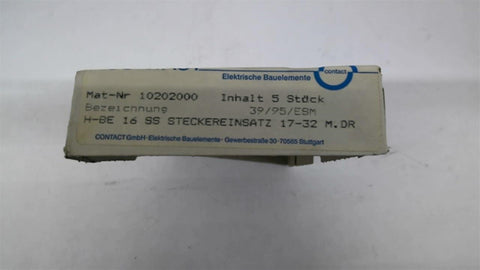 CONTACT
Elektrische Bauelemente
contact
Mat-Nr 10202000 Inhalt 5 Stück
Bezeichnung 39/95/ESM
H-BE 16 SS STECKEREINSATZ 17-32 M.DR
CONTACT GmbH·Elektrische Bauelemente · Gewerbestraße 30·70565 Stuttgart